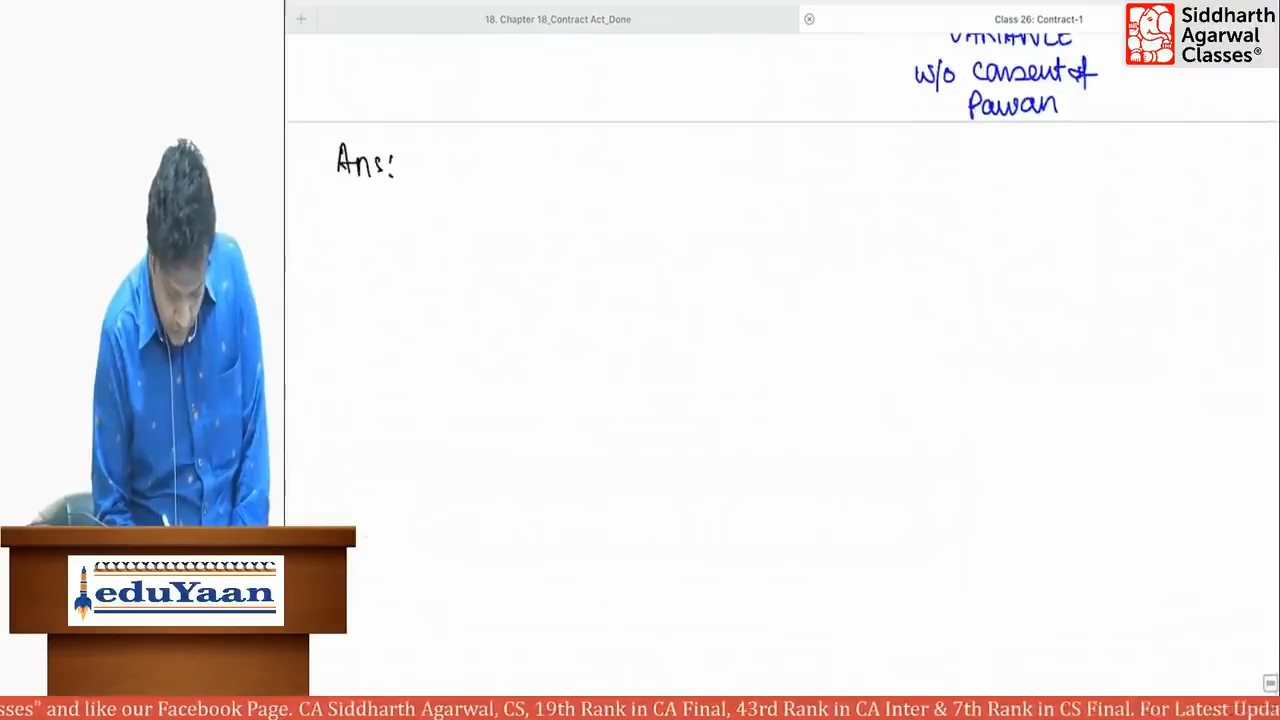 18. Chapter 18_Contract Act_Done
Class 26: Contract-1
Siddharth
Agarwal
Classes®
VARIANCE
w/o consent of
Pawan
Ans:
eduYaan
sses" and like our Facebook Page. CA Siddharth Agarwal, CS, 19th Rank in CA Final, 43rd Rank in CA Inter & 7th Rank in CS Final. For Latest Upda